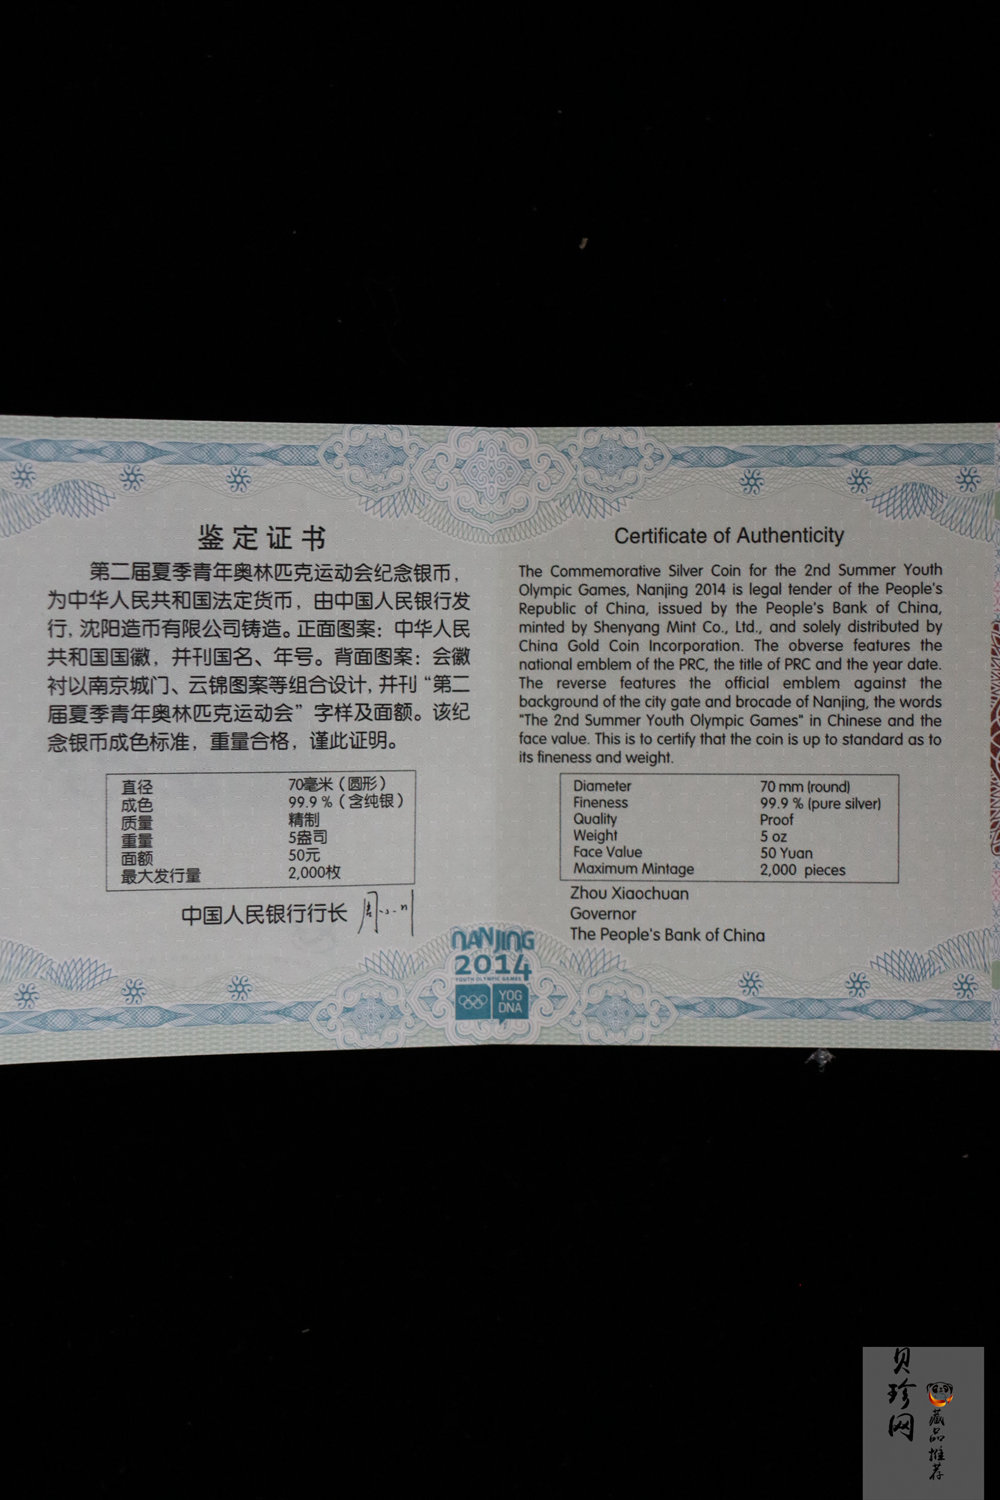 鉴定证书
第二届夏季青年奥林匹克运动会纪念银币，
为中华人民共和国法定货币，由中国人民银行发
行，沈阳造币有限公司铸造。正面图案：中华人民
共和国国徽，并刊国名、年号。背面图案：会徽
衬以南京城门、云锦图案等组合设计，并刊“第二
届夏季青年奥林匹克运动会”字样及面额。该纪
念银币成色标准，重量合格，谨此证明。
直径 70毫米（圆形）
成色 99.9 %（含纯银）
质量 精制
重量 5盎司
面额 50元
最大发行量 2,000枚
中国人民银行行长 周小川
Certificate of Authenticity
The Commemorative Silver Coin for the 2nd Summer Youth
Olympic Games, Nanjing 2014 is legal tender of the People's
Republic of China, issued by the People's Bank of China,
minted by Shenyang Mint Co., Ltd., and solely distributed by
China Gold Coin Incorporation. The obverse features the
national emblem of the PRC, the title of PRC and the year date.
The reverse features the official emblem against the
background of the city gate and brocade of Nanjing, the words
"The 2nd Summer Youth Olympic Games" in Chinese and the
face value. This is to certify that the coin is up to standard as to
its fineness and weight.
Diameter 70 mm (round)
Fineness 99.9 % (pure silver)
Quality Proof
Weight 5 oz
Face Value 50 Yuan
Maximum Mintage 2,000 pieces
Zhou Xiaochuan
Governor
The People's Bank of China
NANJING
2014
YOUTH OLYMPIC GAMES
YOG
DNA
贝珍网
藏品推荐